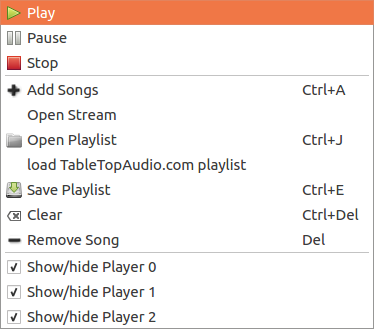 Play
Pause
Stop
Add Songs Ctrl+A
Open Stream
Open Playlist Ctrl+J
load TableTopAudio.com playlist
Save Playlist Ctrl+E
Clear Ctrl+Del
Remove Song Del
Show/hide Player 0
Show/hide Player 1
Show/hide Player 2